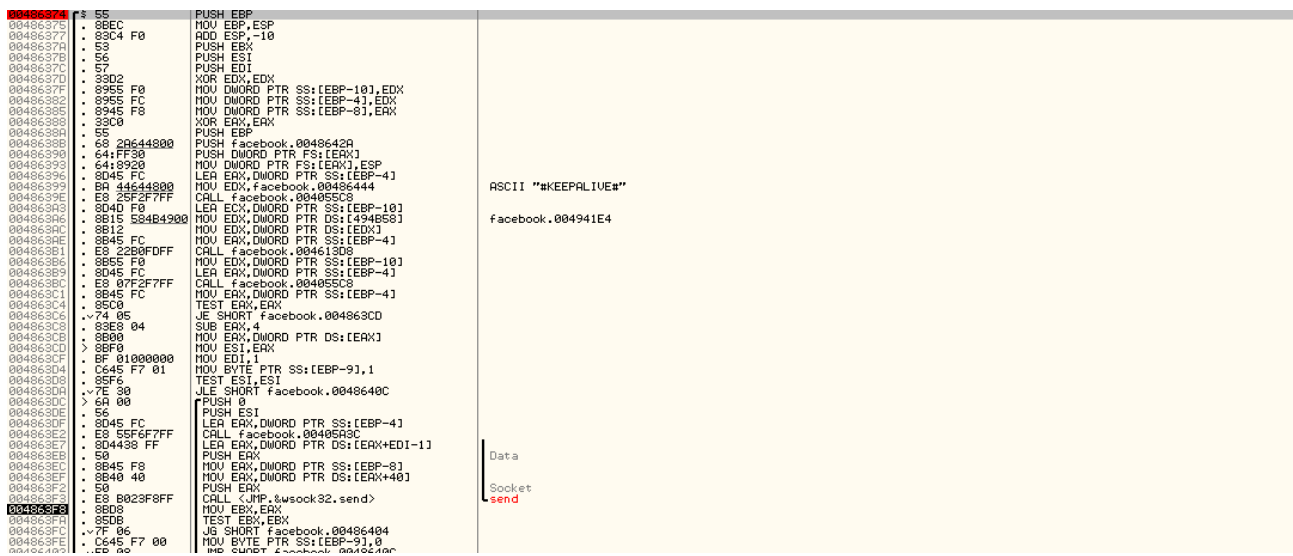 00486374 $ 55 PUSH EBP
00486375 . 8BEC MOV EBP,ESP
00486377 . 83C4 F0 ADD ESP,-10
0048637A . 53 PUSH EBX
0048637B . 56 PUSH ESI
0048637C . 57 PUSH EDI
0048637D . 33D2 XOR EDX,EDX
0048637F . 8955 F0 MOV DWORD PTR SS:[EBP-10],EDX
00486382 . 8955 FC MOV DWORD PTR SS:[EBP-4],EDX
00486385 . 8945 F8 MOV DWORD PTR SS:[EBP-8],EAX
00486388 . 33C0 XOR EAX,EAX
0048638A . 55 PUSH EBP
0048638B . 68 2A644800 PUSH facebook.0048642A
00486390 . 64:FF30 PUSH DWORD PTR FS:[EAX]
00486393 . 64:8920 MOV DWORD PTR FS:[EAX],ESP
00486396 . 8D45 FC LEA EAX,DWORD PTR SS:[EBP-4]
00486399 . BA 44644800 MOV EDX,facebook.00486444 ASCII "#KEEPALIVE#"
0048639E . E8 25F2F7FF CALL facebook.004055C8
004863A3 . 8D4D F0 LEA ECX,DWORD PTR SS:[EBP-10]
004863A6 . 8B15 584B4900 MOV EDX,DWORD PTR DS:[494B58] facebook.004941E4
004863AC . 8B12 MOV EDX,DWORD PTR DS:[EDX]
004863AE . 8B45 FC MOV EAX,DWORD PTR SS:[EBP-4]
004863B1 . E8 22B0FDFF CALL facebook.004613D8
004863B6 . 8B55 F0 MOV EDX,DWORD PTR SS:[EBP-10]
004863B9 . 8D45 FC LEA EAX,DWORD PTR SS:[EBP-4]
004863BC . E8 07F2F7FF CALL facebook.004055C8
004863C1 . 8B45 FC MOV EAX,DWORD PTR SS:[EBP-4]
004863C4 . 85C0 TEST EAX,EAX
004863C6 .v74 05 JE SHORT facebook.004863CD
004863C8 . 83E8 04 SUB EAX,4
004863CB . 8B00 MOV EAX,DWORD PTR DS:[EAX]
004863CD > 8BF0 MOV ESI,EAX
004863CF . BF 01000000 MOV EDI,1
004863D4 . C645 F7 01 MOV BYTE PTR SS:[EBP-9],1
004863D8 . 85F6 TEST ESI,ESI
004863DA .v7E 30 JLE SHORT facebook.0048640C
004863DC > 6A 00 PUSH 0
004863DE . 56 PUSH ESI
004863DF . 8D45 FC LEA EAX,DWORD PTR SS:[EBP-4]
004863E2 . E8 55F6F7FF CALL facebook.00405A3C
004863E7 . 8D4438 FF LEA EAX,DWORD PTR DS:[EAX+EDI-1]
004863EB . 50 PUSH EAX Data
004863EC . 8B45 F8 MOV EAX,DWORD PTR SS:[EBP-8]
004863EF . 8B40 40 MOV EAX,DWORD PTR DS:[EAX+40]
004863F2 . 50 PUSH EAX Socket
004863F3 . E8 B023F8FF CALL <JMP.&wsock32.send> send
004863F8 . 8BD8 MOV EBX,EAX
004863FA . 85DB TEST EBX,EBX
004863FC .v7F 06 JG SHORT facebook.00486404
004863FE . C645 F7 00 MOV BYTE PTR SS:[EBP-9],0
00486402 .vEB 08 JMP SHORT facebook.0048640C